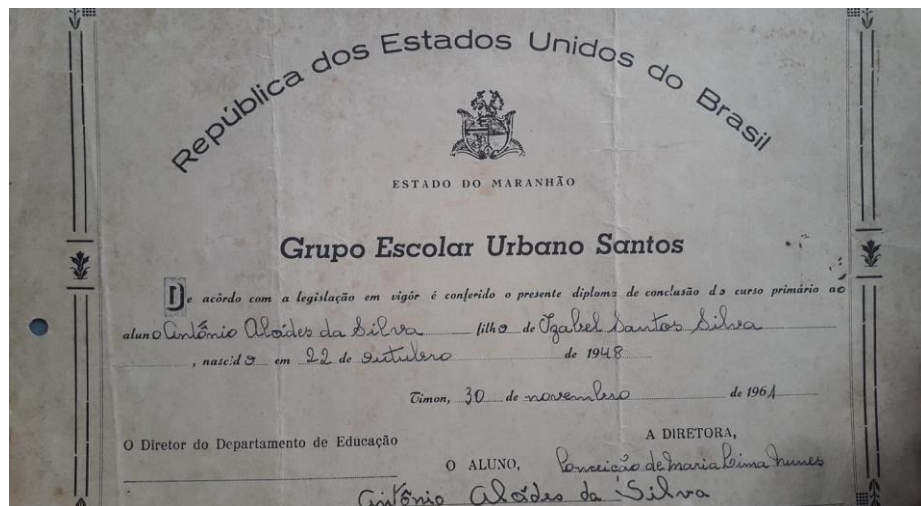 República dos Estados Unidos do Brasil
ESTADO DO MARANHÃO
Grupo Escolar Urbano Santos
De acôrdo com a legislação em vigôr é conferido o presente diploma de conclusão do curso primário ao
aluno Antônio Alcides da Silva filho de Izabel Santos Silva
, nascido em 22 de outubro de 1948
Timon, 30 de novembro de 1961
A DIRETORA,
O Diretor do Departamento de Educação
O ALUNO, Conceição de Maria Lima Nunes
Antônio Alcides da Silva